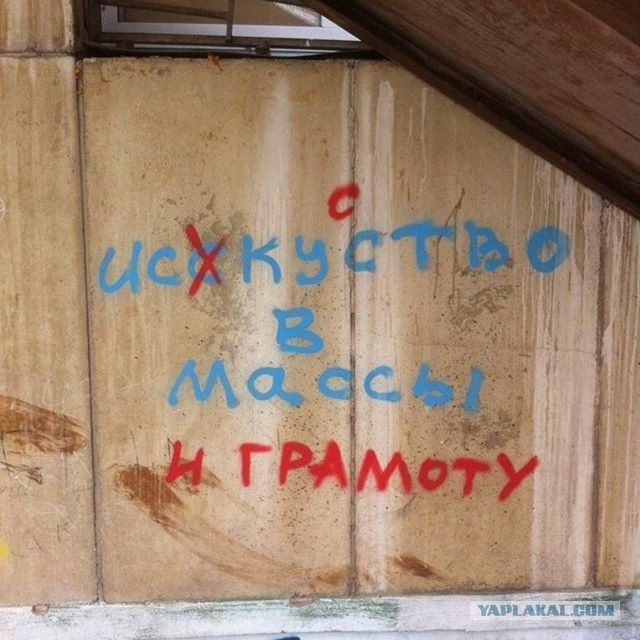 с
исскуство
в
массы
и ГРАМОТУ
YAPLAKAL.COM